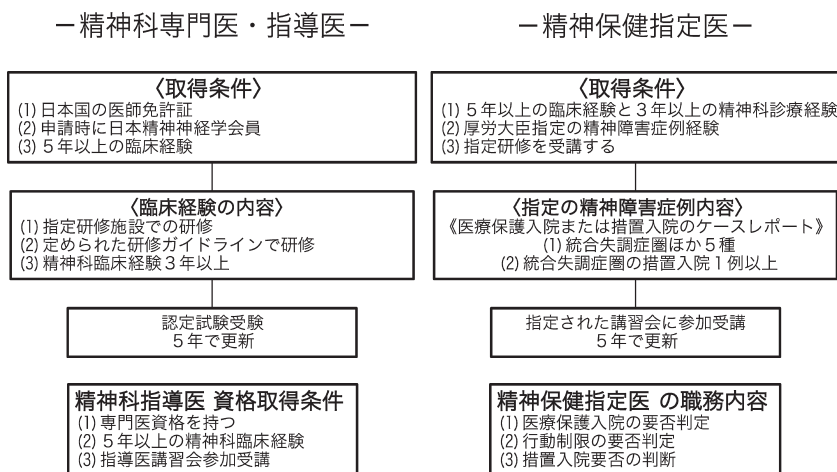 －精神科専門医・指導医－
〈取得条件〉
(1) 日本国の医師免許証
(2) 申請時に日本精神神経学会員
(3) ５年以上の臨床経験
〈臨床経験の内容〉
(1) 指定研修施設での研修
(2) 定められた研修ガイドラインで研修
(3) 精神科臨床経験３年以上
認定試験受験
５年で更新
精神科指導医 資格取得条件
(1) 専門医資格を持つ
(2) ５年以上の精神科臨床経験
(3) 指導医講習会参加受講
－精神保健指定医－
〈取得条件〉
(1) ５年以上の臨床経験と３年以上の精神科診療経験
(2) 厚労大臣指定の精神障害症例経験
(3) 指定研修を受講する
〈指定の精神障害症例内容〉
《医療保護入院または措置入院のケースレポート》
(1) 統合失調症圏ほか５種
(2) 統合失調症圏の措置入院１例以上
指定された講習会に参加受講
５年で更新
精神保健指定医 の職務内容
(1) 医療保護入院の要否判定
(2) 行動制限の要否判定
(3) 措置入院要否の判断